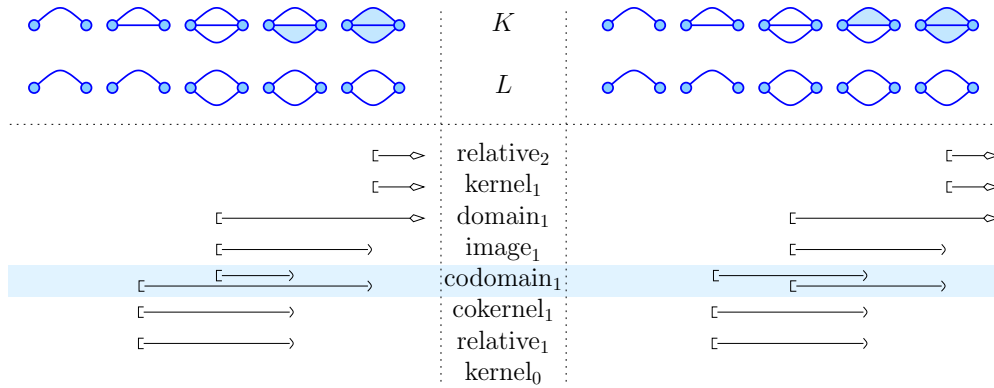 K
L
relative₂
kernel₁
domain₁
image₁
codomain₁
cokernel₁
relative₁
kernel₀